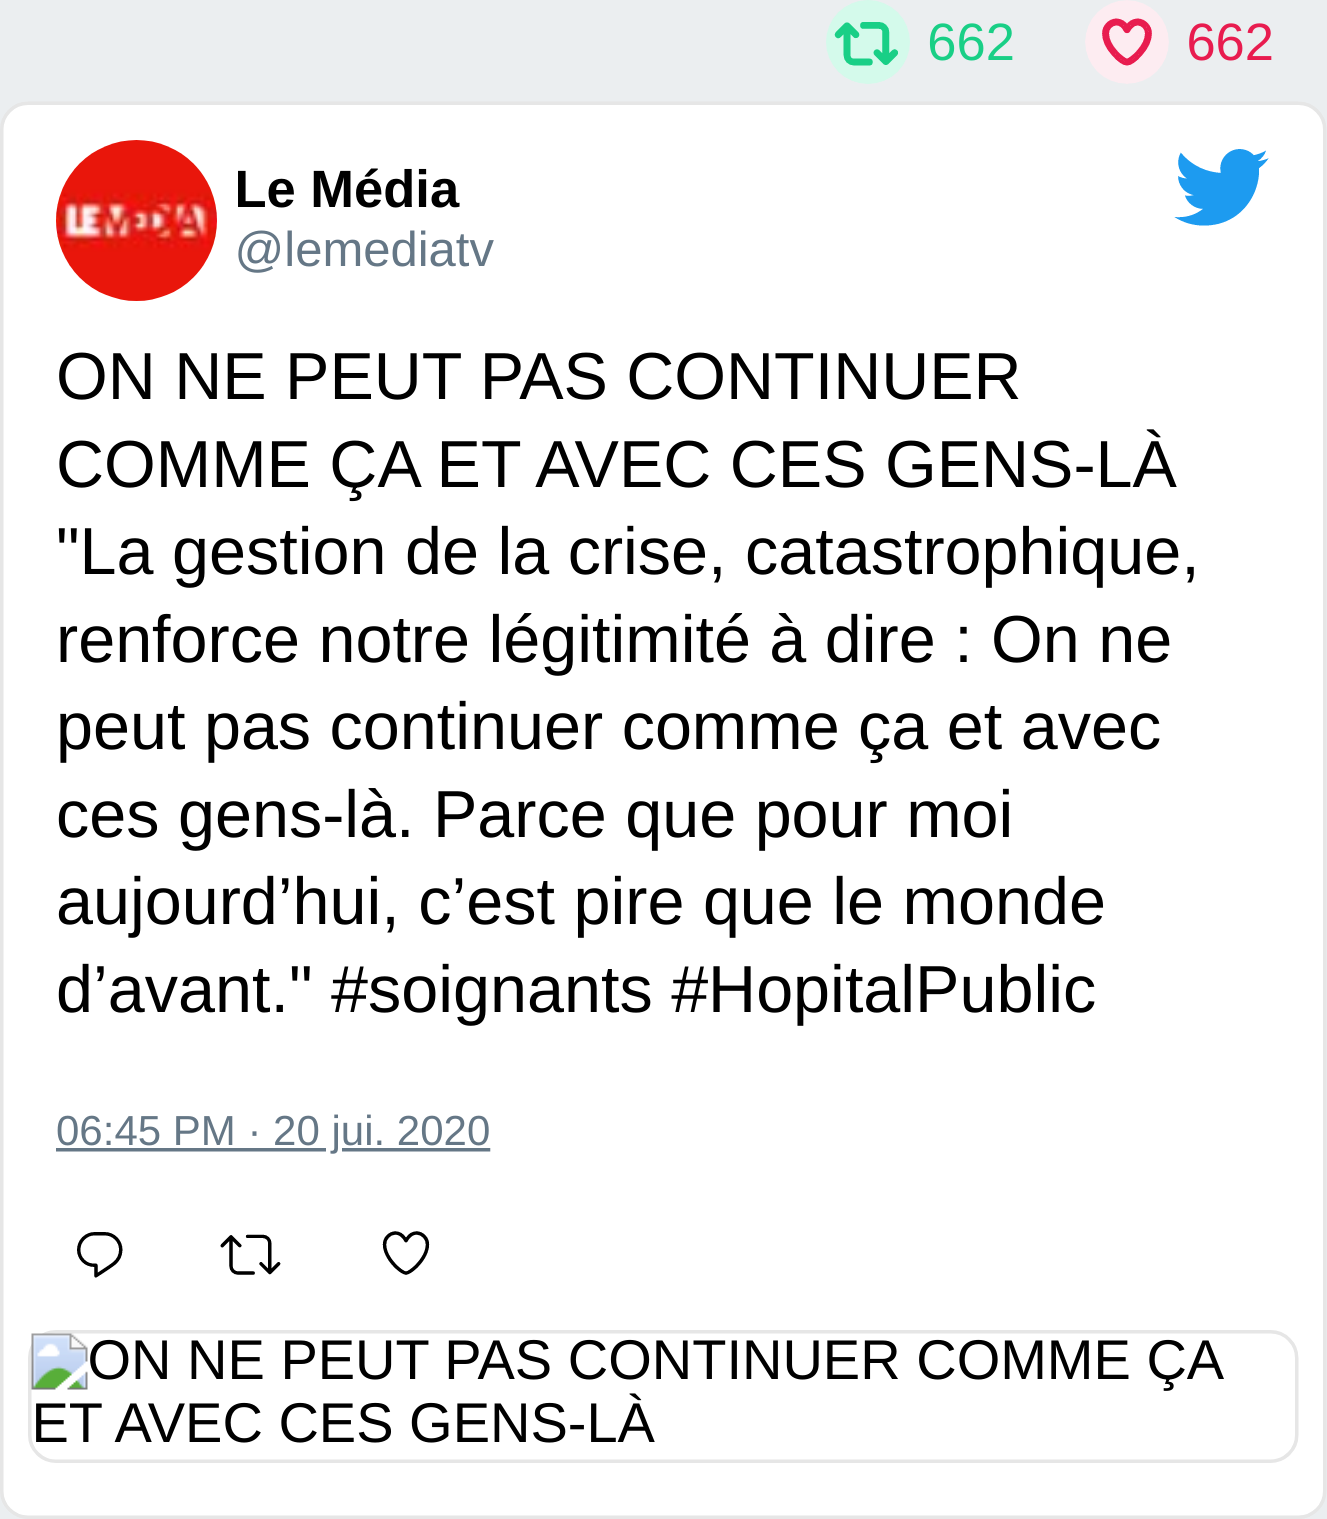 662 662
LE MEDIA
Le Média
@lemediatv
ON NE PEUT PAS CONTINUER
COMME ÇA ET AVEC CES GENS-LÀ
"La gestion de la crise, catastrophique,
renforce notre légitimité à dire : On ne
peut pas continuer comme ça et avec
ces gens-là. Parce que pour moi
aujourd’hui, c’est pire que le monde
d’avant." #soignants #HopitalPublic
06:45 PM · 20 jui. 2020
ON NE PEUT PAS CONTINUER COMME ÇA
ET AVEC CES GENS-LÀ